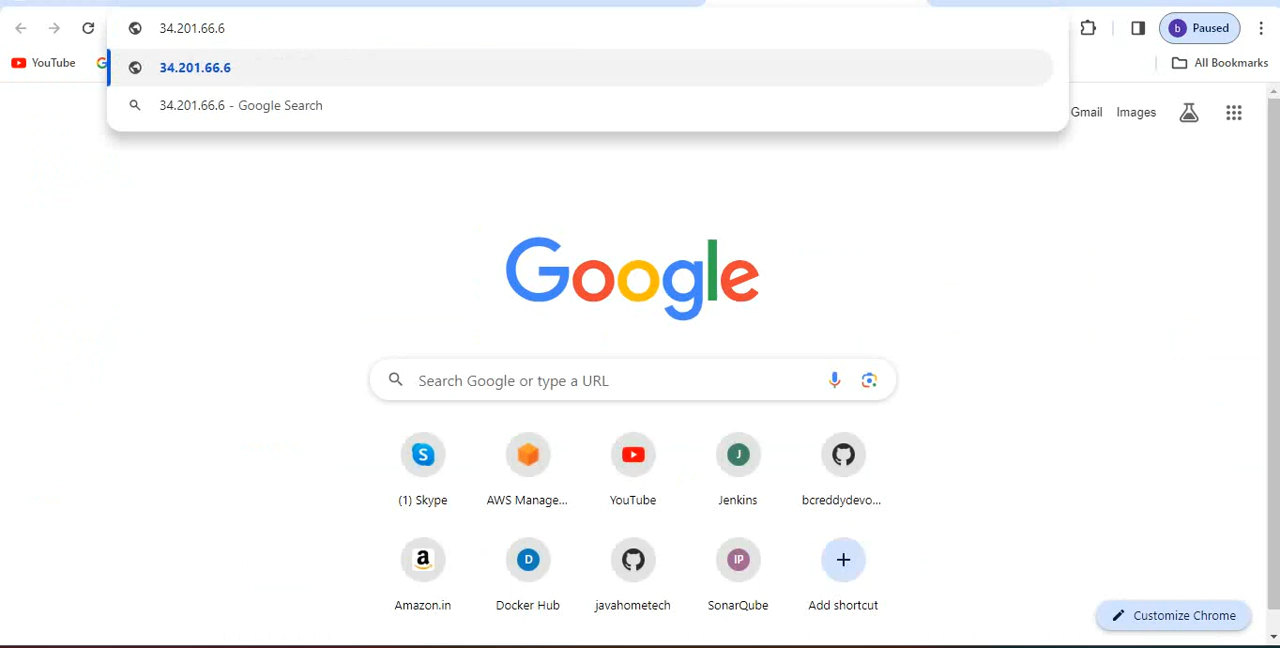 34.201.66.6
b Paused
YouTube
G
34.201.66.6
All Bookmarks
34.201.66.6 - Google Search
Gmail Images
Google
Search Google or type a URL
S
J
(1) Skype AWS Manage... YouTube Jenkins bcreddydevo...
a D IP
Amazon.in Docker Hub javahometech SonarQube Add shortcut
Customize Chrome